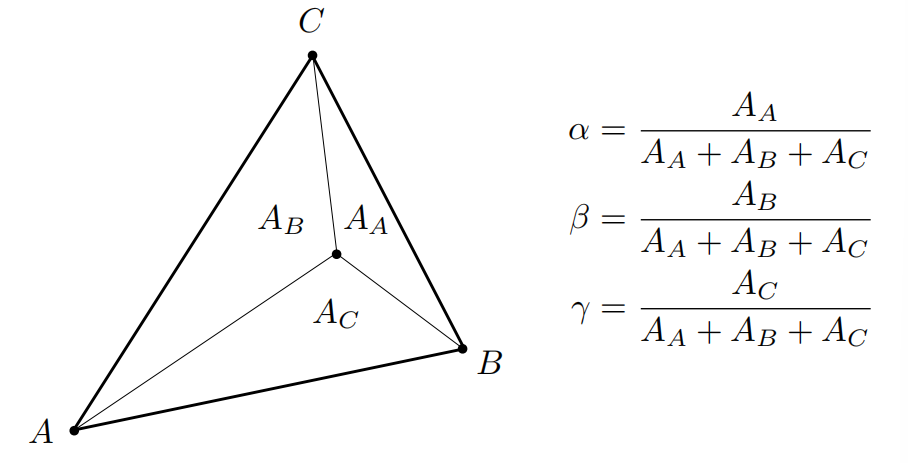 C
A_B A_A
A_C
B
A
α = A_A / (A_A + A_B + A_C)
β = A_B / (A_A + A_B + A_C)
γ = A_C / (A_A + A_B + A_C)